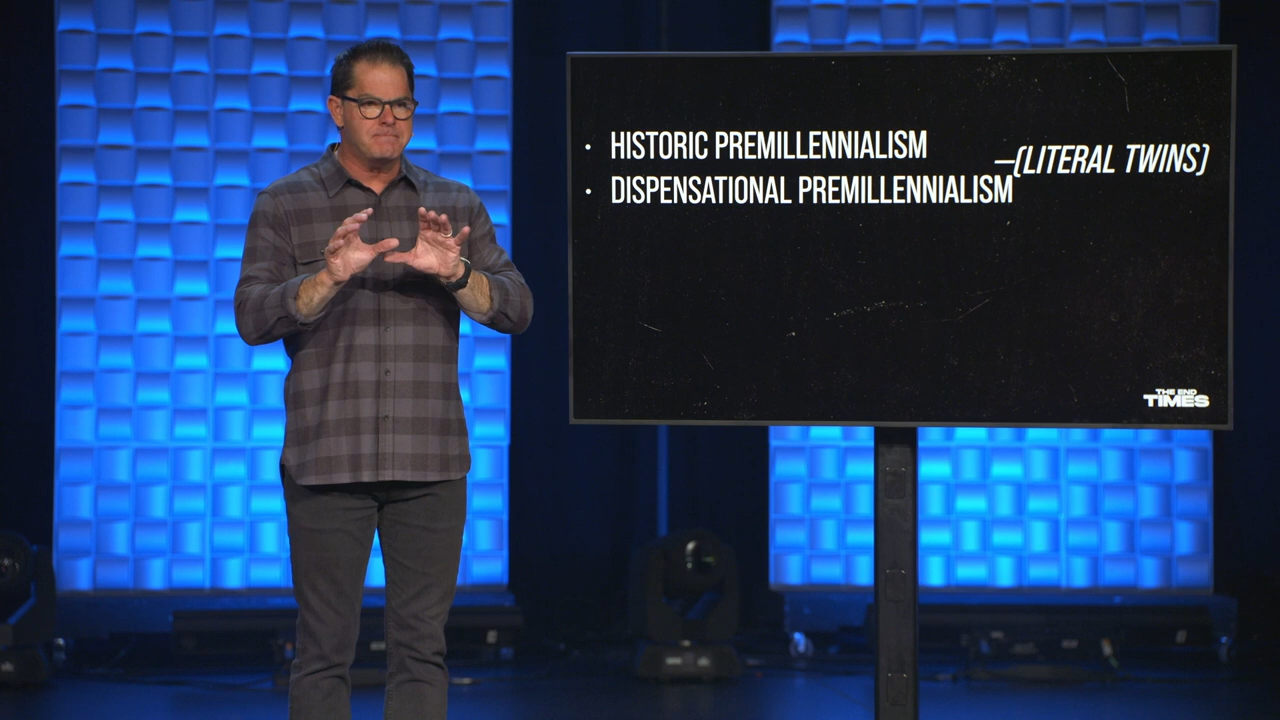 • HISTORIC PREMILLENNIALISM
–(LITERAL TWINS)
• DISPENSATIONAL PREMILLENNIALISM
THE END
TIMES